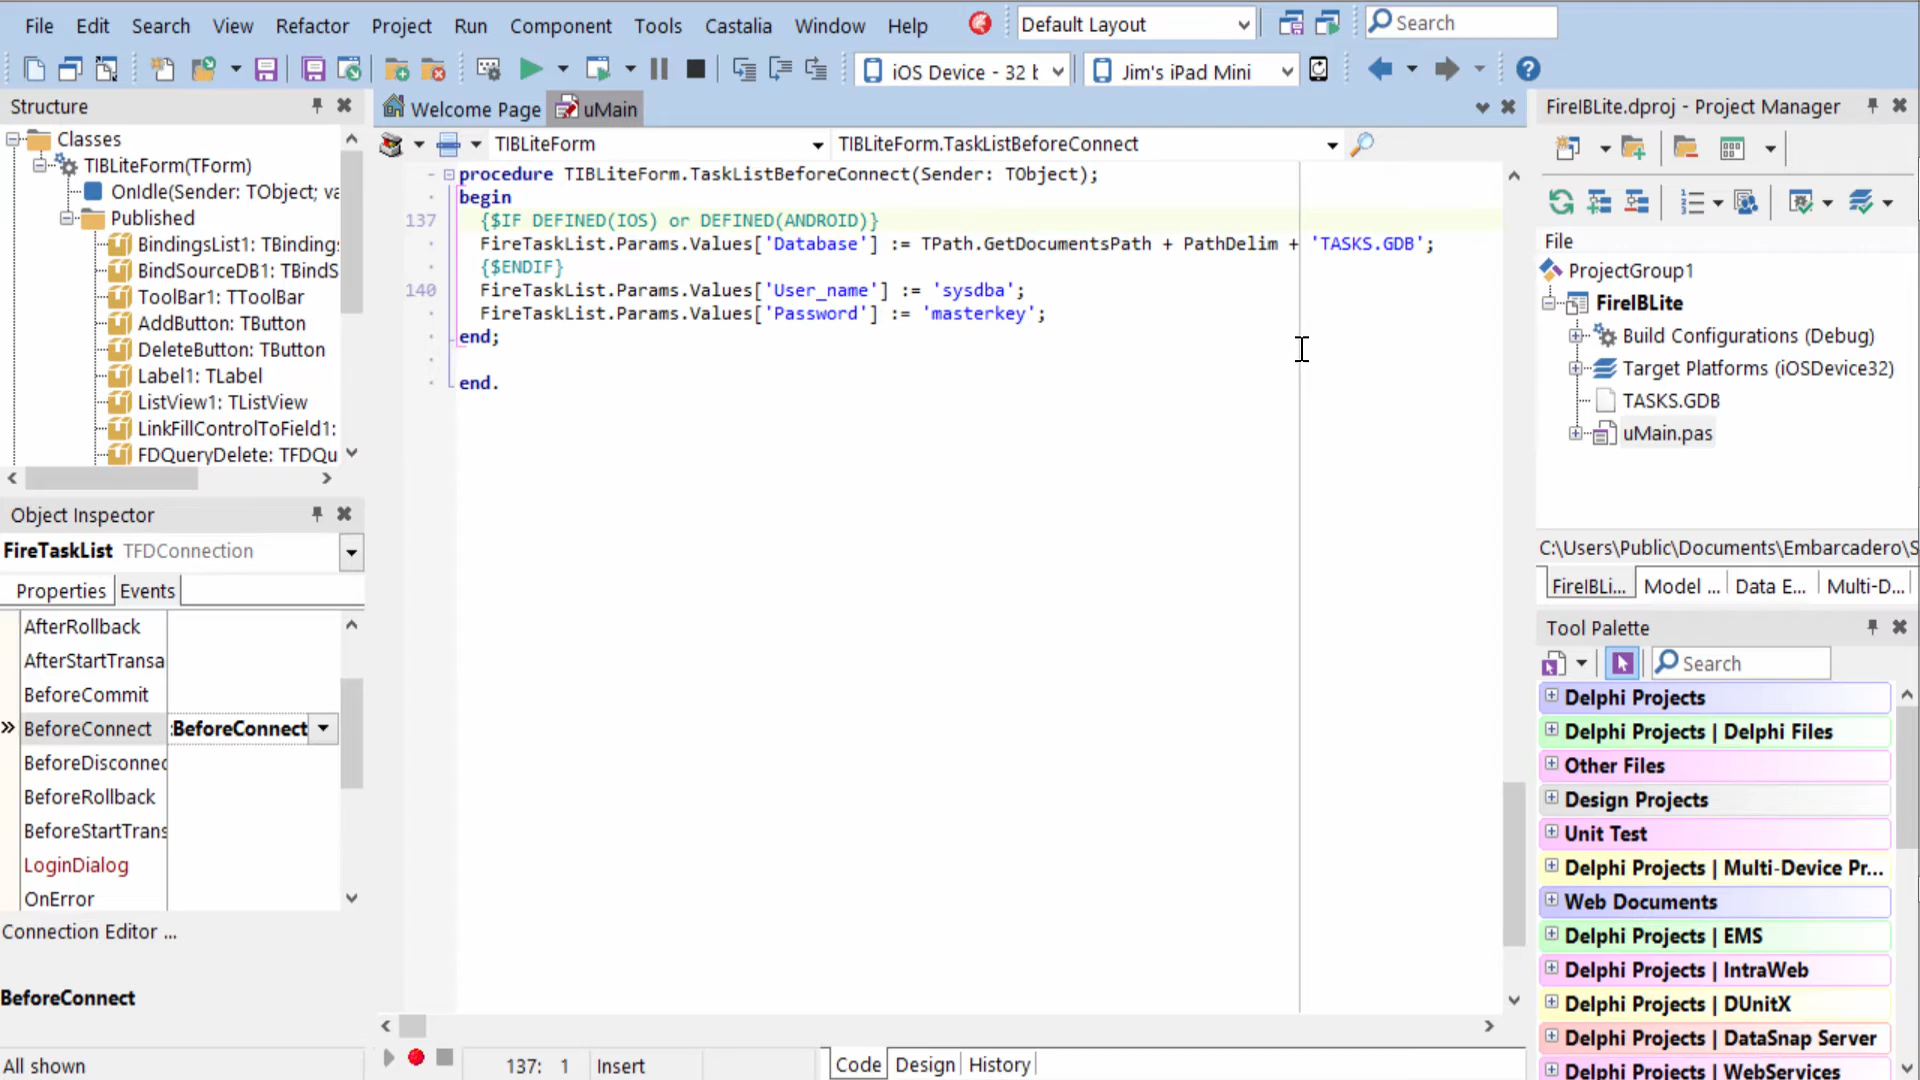 File Edit Search View Refactor Project Run Component Tools Castalia Window Help Default Layout Search
iOS Device - 32 b Jim's iPad Mini
Structure
Classes
TIBLiteForm(TForm)
OnIdle(Sender: TObject; va
Published
BindingsList1: TBinding:
BindSourceDB1: TBindS
ToolBar1: TToolBar
AddButton: TButton
DeleteButton: TButton
Label1: TLabel
ListView1: TListView
LinkFillControlToField1:
FDQueryDelete: TFDQu
Object Inspector
FireTaskList TFDConnection
Properties Events
AfterRollback
AfterStartTransa
BeforeCommit
BeforeConnect :BeforeConnect
BeforeDisconnec
BeforeRollback
BeforeStartTrans
LoginDialog
OnError
Connection Editor ...
BeforeConnect
All shown
Welcome Page uMain
TIBLiteForm TIBLiteForm.TaskListBeforeConnect
procedure TIBLiteForm.TaskListBeforeConnect(Sender: TObject);
begin
137 {$IF DEFINED(IOS) or DEFINED(ANDROID)}
FireTaskList.Params.Values['Database'] := TPath.GetDocumentsPath + PathDelim + 'TASKS.GDB';
{$ENDIF}
140 FireTaskList.Params.Values['User_name'] := 'sysdba';
FireTaskList.Params.Values['Password'] := 'masterkey';
end;
end.
137: 1 Insert
Code Design History
FireIBLite.dproj - Project Manager
File
ProjectGroup1
FireIBLite
Build Configurations (Debug)
Target Platforms (iOSDevice32)
TASKS.GDB
uMain.pas
C:\Users\Public\Documents\Embarcadero\S
FireIBLi... Model ... Data E... Multi-D...
Tool Palette
Search
Delphi Projects
Delphi Projects | Delphi Files
Other Files
Design Projects
Unit Test
Delphi Projects | Multi-Device Pr...
Web Documents
Delphi Projects | EMS
Delphi Projects | IntraWeb
Delphi Projects | DUnitX
Delphi Projects | DataSnap Server
Delphi Projects | WebServices